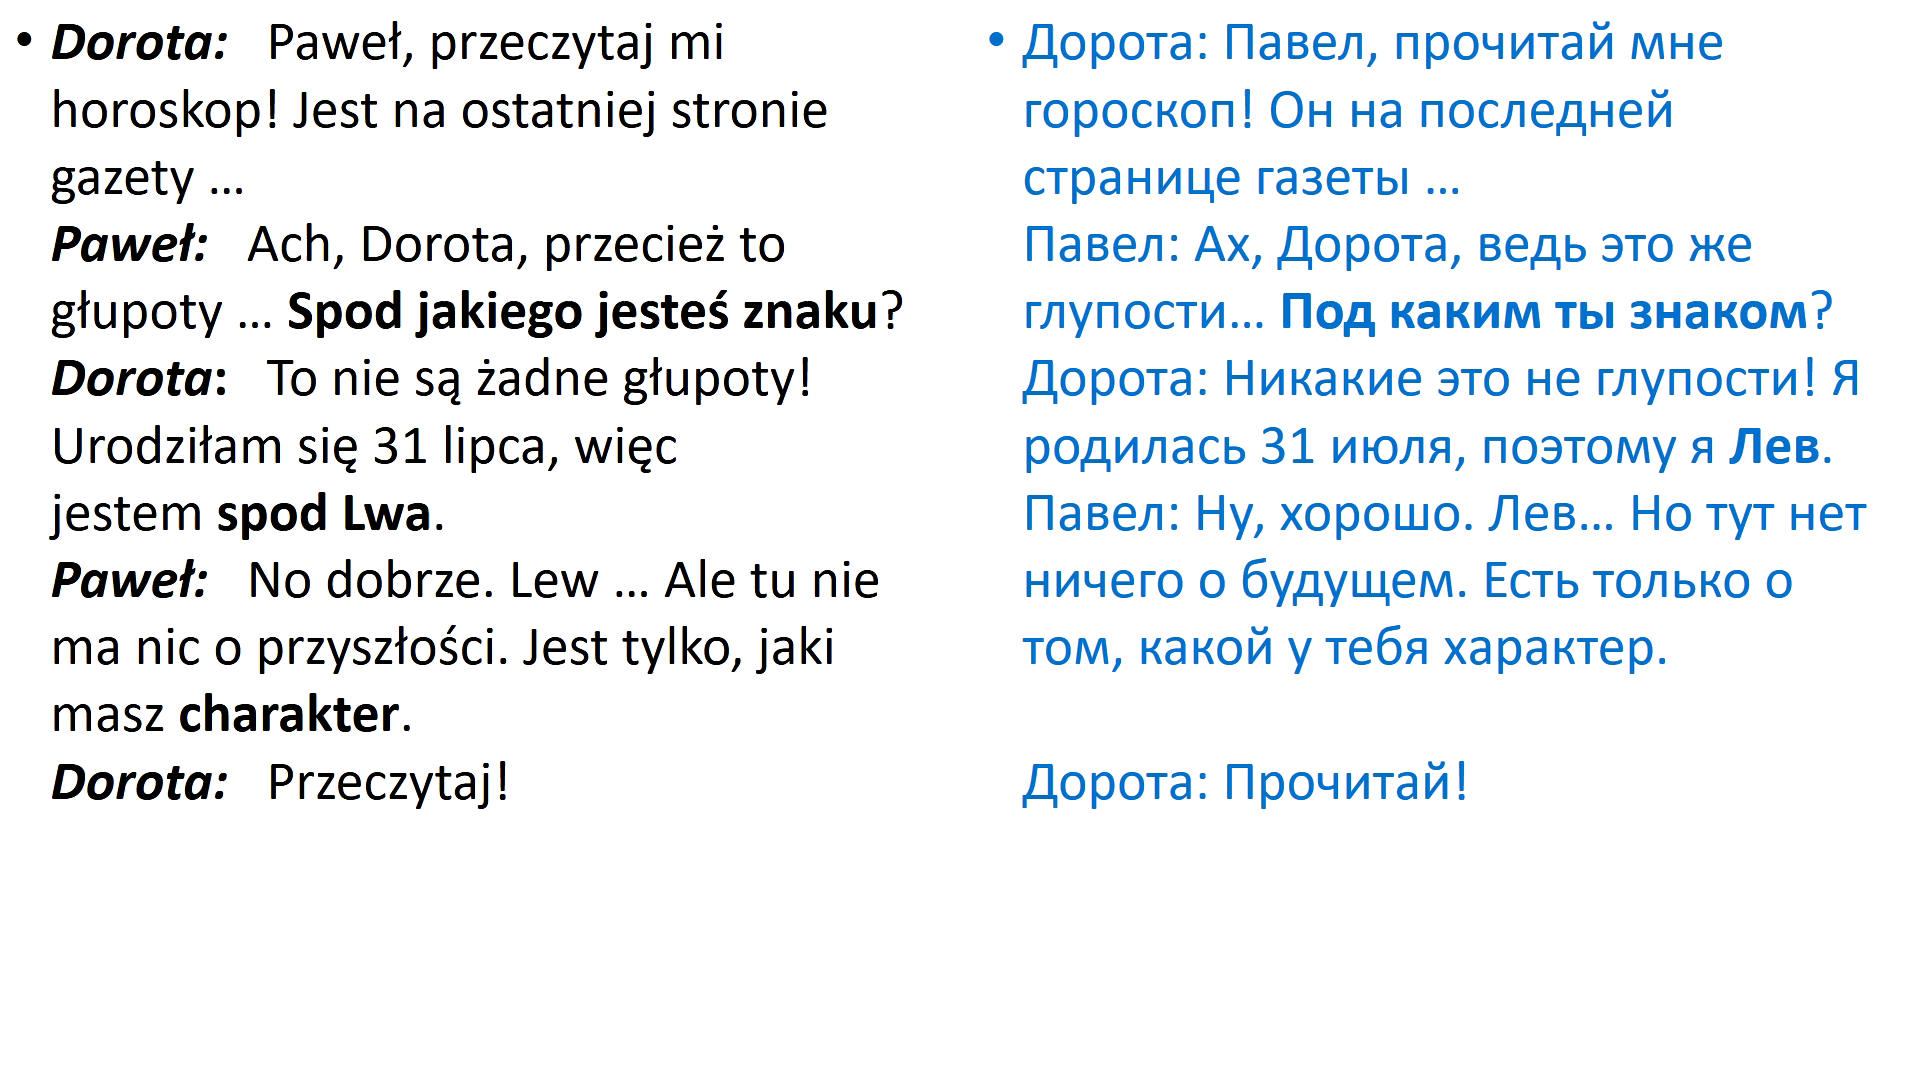 • Dorota: Paweł, przeczytaj mi
horoskop! Jest na ostatniej stronie
gazety …
Paweł: Ach, Dorota, przecież to
głupoty … Spod jakiego jesteś znaku?
Dorota: To nie są żadne głupoty!
Urodziłam się 31 lipca, więc
jestem spod Lwa.
Paweł: No dobrze. Lew … Ale tu nie
ma nic o przyszłości. Jest tylko, jaki
masz charakter.
Dorota: Przeczytaj!
• Дорота: Павел, прочитай мне
гороскоп! Он на последней
странице газеты …
Павел: Ах, Дорота, ведь это же
глупости… Под каким ты знаком?
Дорота: Никакие это не глупости! Я
родилась 31 июля, поэтому я Лев.
Павел: Ну, хорошо. Лев… Но тут нет
ничего о будущем. Есть только о
том, какой у тебя характер.
Дорота: Прочитай!